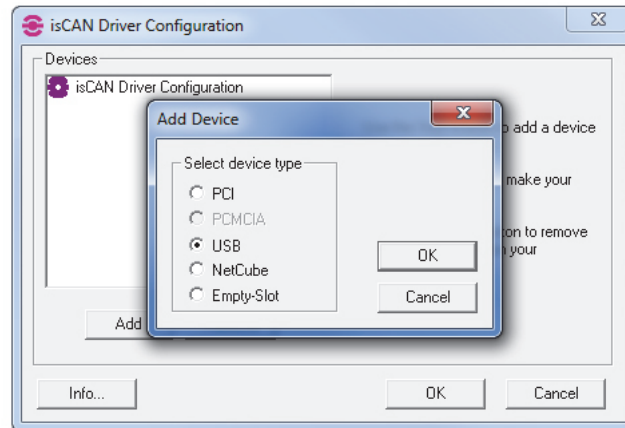 isCAN Driver Configuration
Devices
isCAN Driver Configuration
Add Device
to add a device
Select device type
PCI
make your
PCMCIA
to remove
USB
your
OK
NetCube
Empty-Slot
Cancel
Add
Info...
OK
Cancel